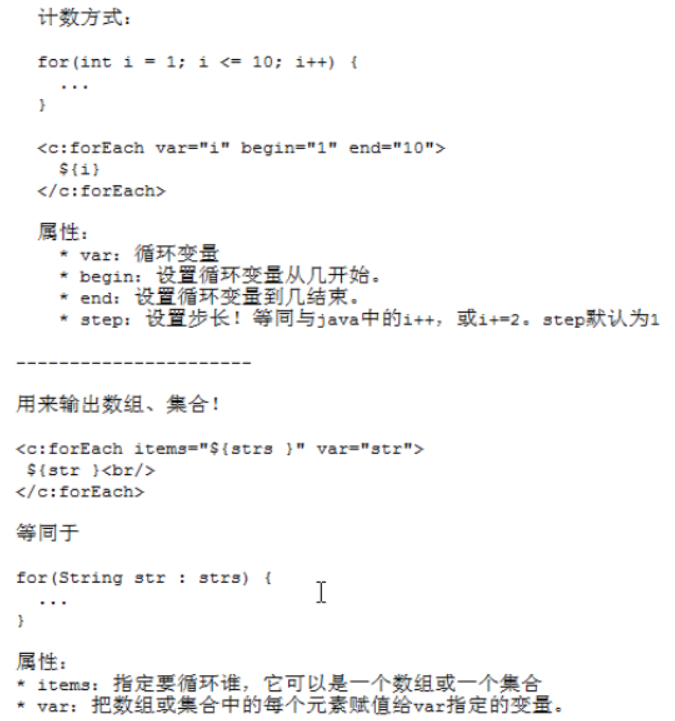 计数方式：
for(int i = 1; i <= 10; i++) {
...
}
<c:forEach var="i" begin="1" end="10">
${i}
</c:forEach>
属性：
* var：循环变量
* begin：设置循环变量从几开始。
* end：设置循环变量到几结束。
* step：设置步长！等同与java中的i++，或i+=2。step默认为1
----------------------
用来输出数组、集合！
<c:forEach items="${strs }" var="str">
${str }<br/>
</c:forEach>
等同于
for(String str : strs) {
...
}
属性：
* items：指定要循环谁，它可以是一个数组或一个集合
* var：把数组或集合中的每个元素赋值给var指定的变量。